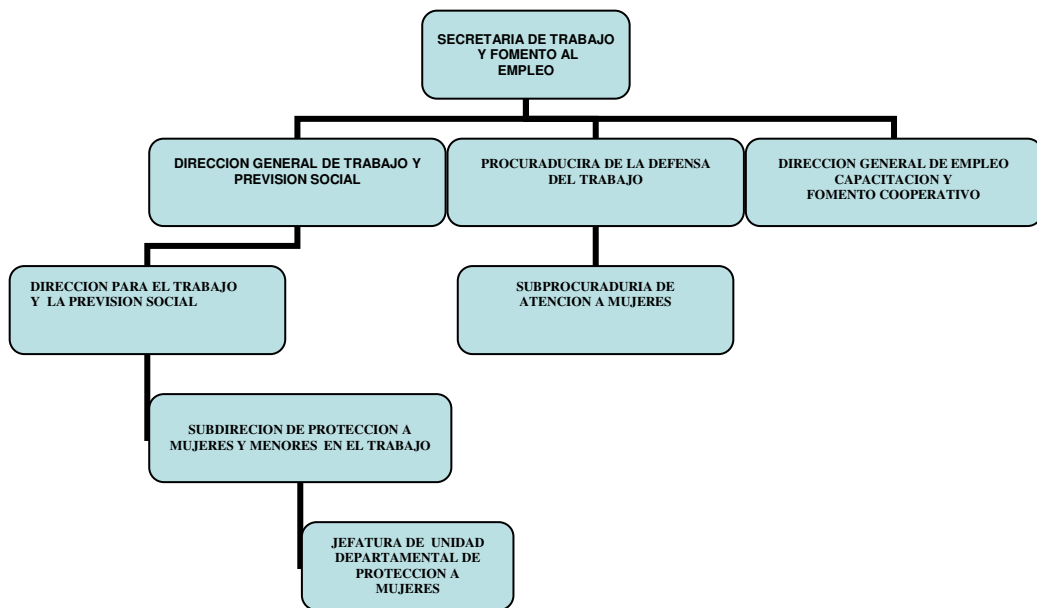 SECRETARIA DE TRABAJO
Y FOMENTO AL
EMPLEO
DIRECCION GENERAL DE TRABAJO Y
PREVISION SOCIAL
PROCURADUCIRA DE LA DEFENSA
DEL TRABAJO
DIRECCION GENERAL DE EMPLEO
CAPACITACION Y
FOMENTO COOPERATIVO
DIRECCION PARA EL TRABAJO
Y LA PREVISION SOCIAL
SUBPROCURADURIA DE
ATENCION A MUJERES
SUBDIRECION DE PROTECCION A
MUJERES Y MENORES EN EL TRABAJO
JEFATURA DE UNIDAD
DEPARTAMENTAL DE
PROTECCION A
MUJERES